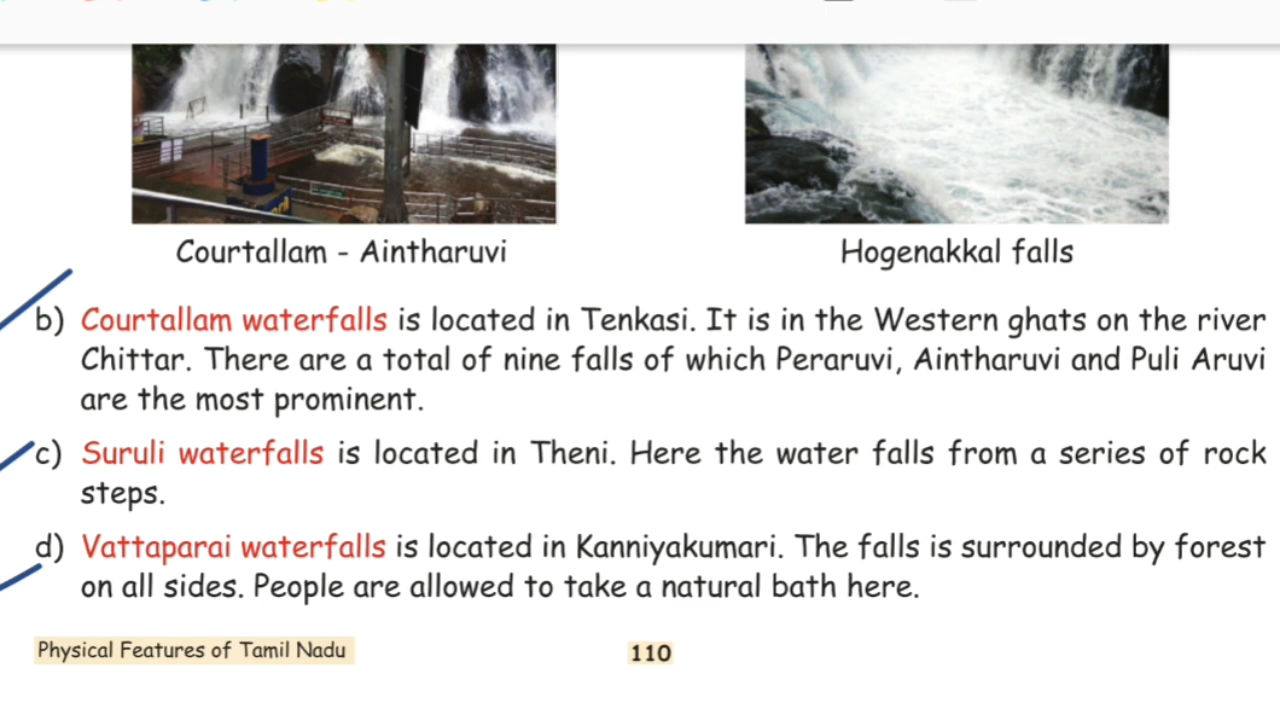 Courtallam - Aintharuvi
Hogenakkal falls
b) Courtallam waterfalls is located in Tenkasi. It is in the Western ghats on the river
Chittar. There are a total of nine falls of which Peraruvi, Aintharuvi and Puli Aruvi
are the most prominent.
c) Suruli waterfalls is located in Theni. Here the water falls from a series of rock
steps.
d) Vattaparai waterfalls is located in Kanniyakumari. The falls is surrounded by forest
on all sides. People are allowed to take a natural bath here.
Physical Features of Tamil Nadu
110